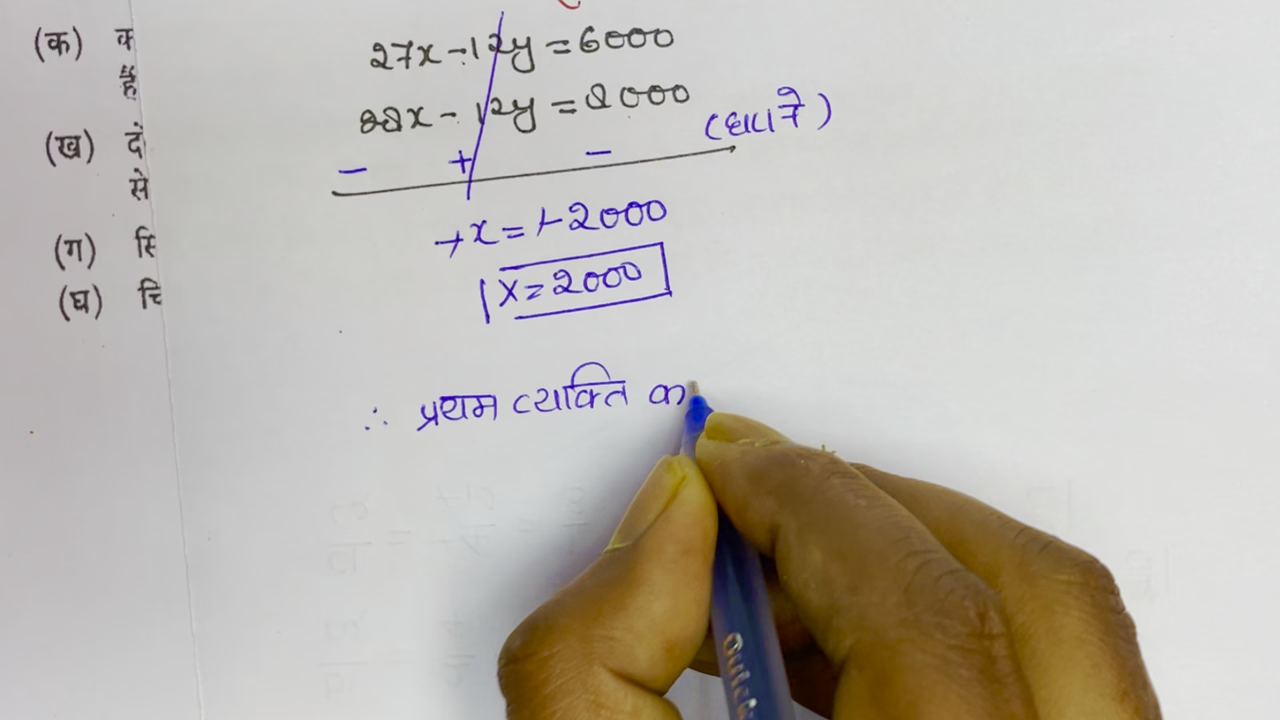 (क) क
हैं
(ख) दो
से
(ग)
(घ)
27x - 12y = 6000
28x - 12y = 8000
(घटाने)
- + -
+x = +2000
x = 2000
∴ प्रथम व्यक्ति क